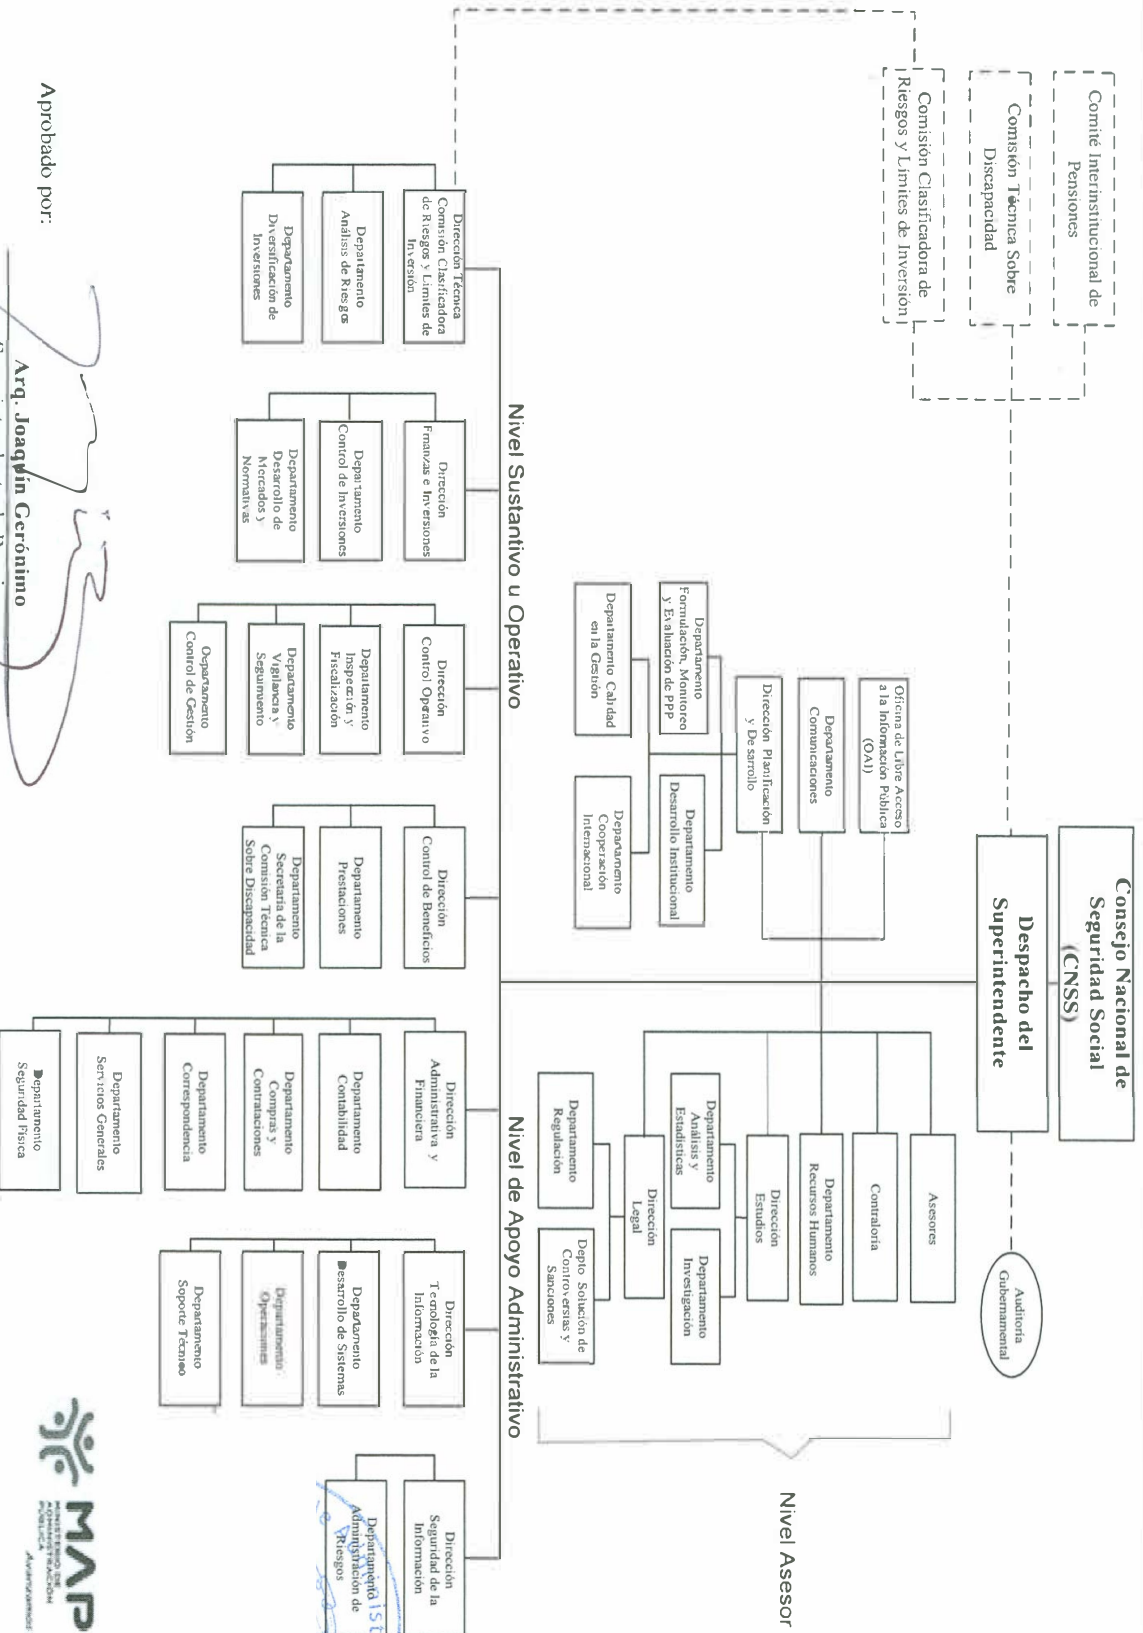 Consejo Nacional de
Seguridad Social
(CNSS)
Despacho del
Superintendente
Auditoría
Gubernamental
Comité Interinstitucional de
Pensiones
Comisión Técnica Sobre
Discapacidad
Comisión Clasificadora de
Riesgos y Límites de Inversión
Oficina de Libre Acceso
a la Información Pública
(OAI)
Departamento
Comunicaciones
Dirección Planificación
y Desarrollo
Departamento
Formulación, Monitoreo
y Evaluación de PPP
Departamento
Desarrollo Institucional
Departamento Calidad
en la Gestión
Departamento
Cooperación
Internacional
Asesores
Contraloría
Departamento
Recursos Humanos
Dirección
Estudios
Departamento
Análisis y
Estadísticas
Departamento
Investigación
Dirección
Legal
Departamento
Regulación
Depto Solución de
Controversias y
Sanciones
Nivel Asesor
Nivel Sustantivo u Operativo
Nivel de Apoyo Administrativo
Dirección Técnica
Comisión Clasificadora
de Riesgos y Límites de
Inversión
Departamento
Análisis de Riesgos
Departamento
Diversificación de
Inversiones
Dirección
Finanzas e Inversiones
Departamento
Control de Inversiones
Departamento
Desarrollo de
Mercados y
Normativas
Dirección
Control Operativo
Departamento
Inspección y
Fiscalización
Departamento
Vigilancia y
Seguimiento
Departamento
Control de Gestión
Dirección
Control de Beneficios
Departamento
Prestaciones
Departamento
Secretaría de la
Comisión Técnica
Sobre Discapacidad
Dirección
Administrativa y
Financiera
Departamento
Contabilidad
Departamento
Compras y
Contrataciones
Departamento
Correspondencia
Departamento
Servicios Generales
Departamento
Seguridad Física
Dirección
Tecnología de la
Información
Departamento
Desarrollo de Sistemas
Departamento
Operaciones
Departamento
Soporte Técnico
Dirección
Seguridad de la
Información
Departamento
Administración de
Riesgos
Aprobado por:
Arq. Joaquín Gerónimo
MAP
MINISTERIO DE
ADMINISTRACIÓN
PÚBLICA